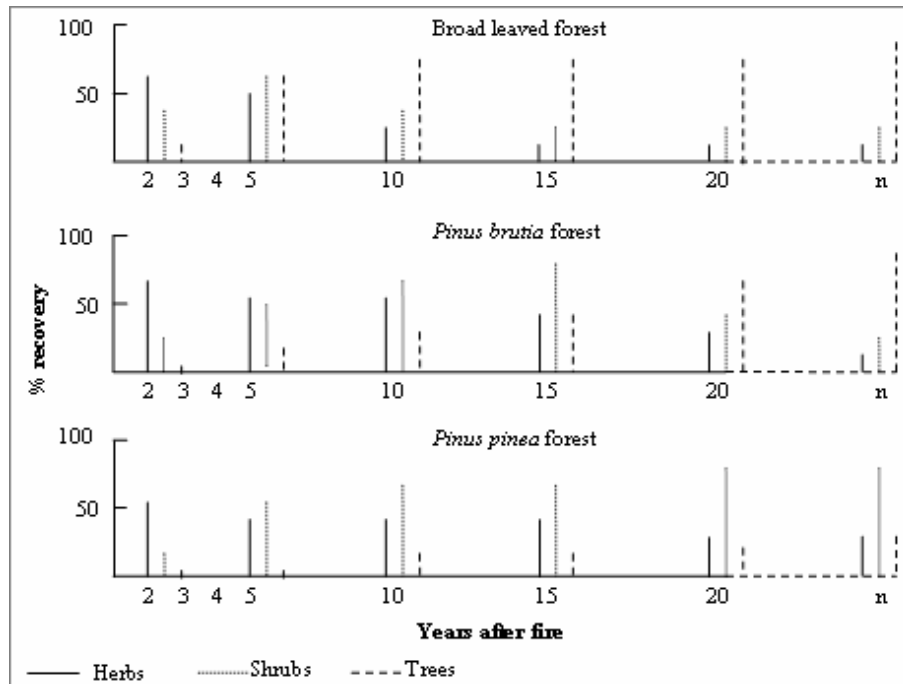 Broad leaved forest
100
50
2 3 4 5 10 15 20 n
Pinus brutia forest
100
50
2 3 4 5 10 15 20 n
Pinus pinea forest
100
50
2 3 4 5 10 15 20 n
% recovery
Years after fire
Herbs Shrubs Trees